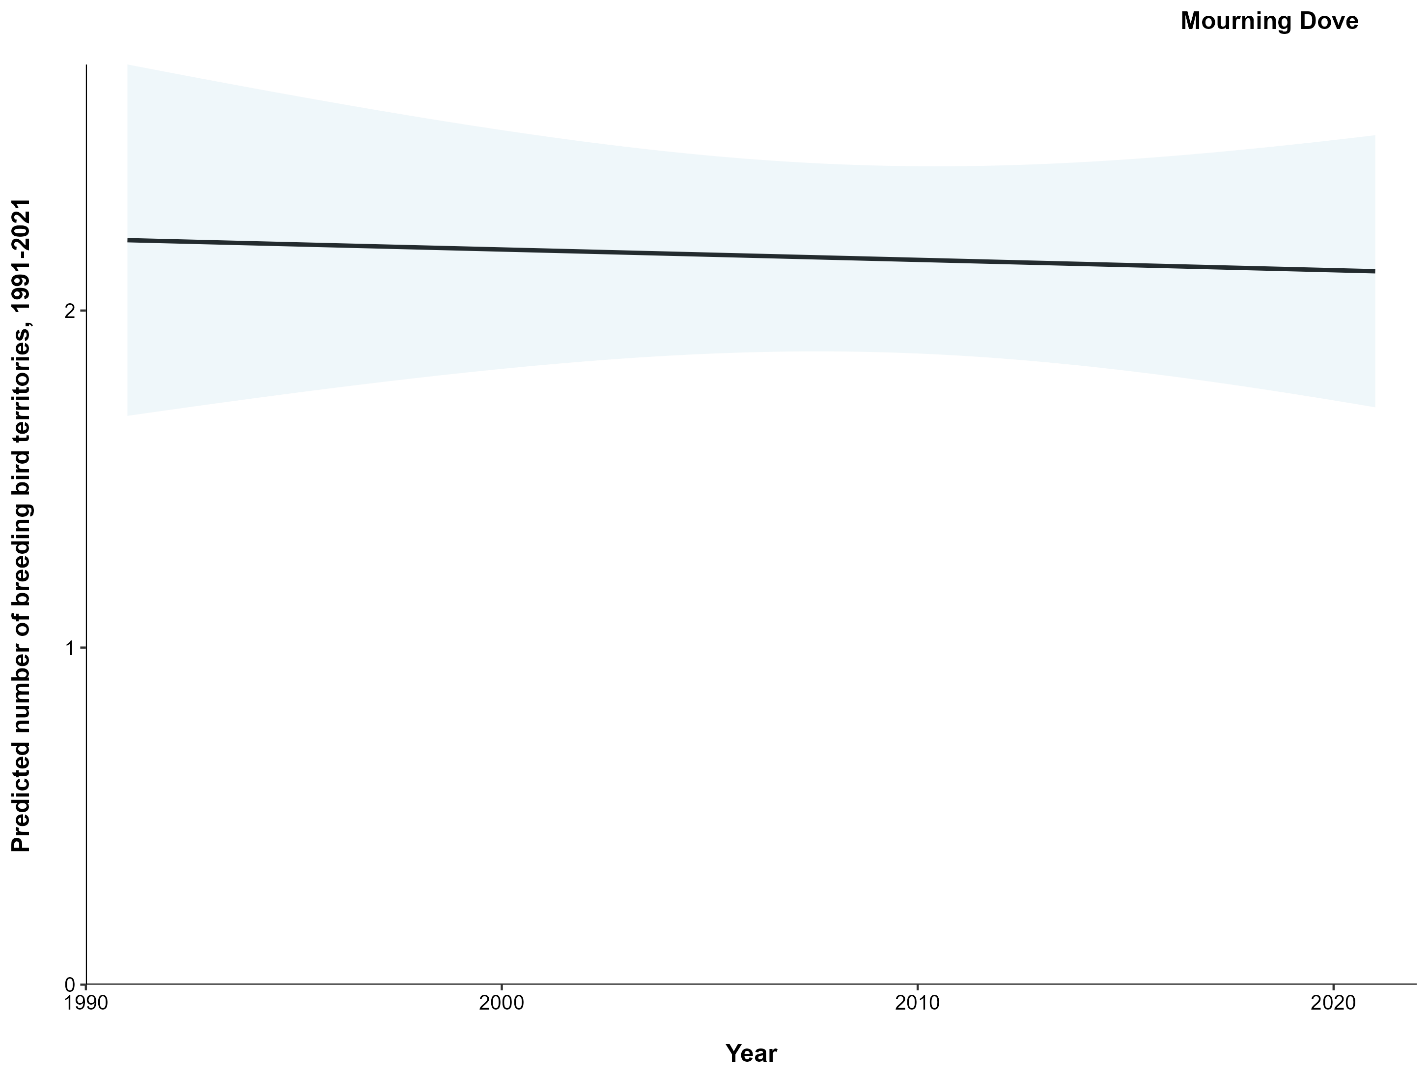 Mourning Dove
Predicted number of breeding bird territories, 1991-2021
2
1
0
1990
2000
2010
2020
Year